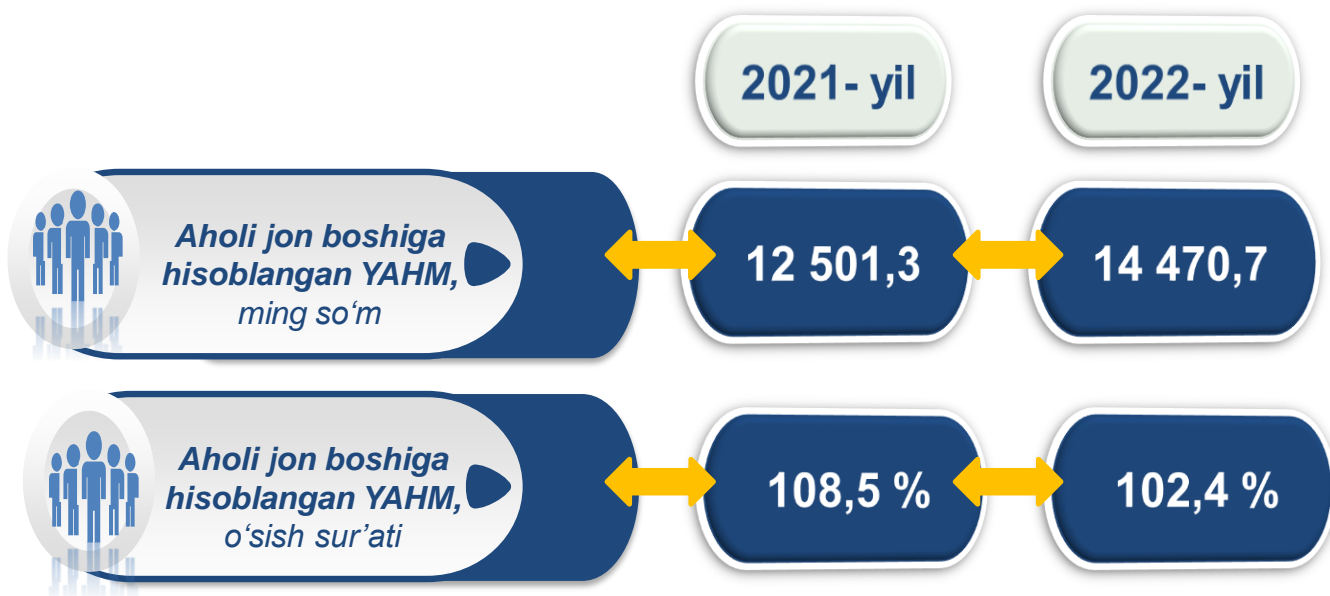 2021- yil
2022- yil
Aholi jon boshiga
hisoblangan YAHM,
ming so‘m
12 501,3
14 470,7
Aholi jon boshiga
hisoblangan YAHM,
o‘sish sur’ati
108,5 %
102,4 %